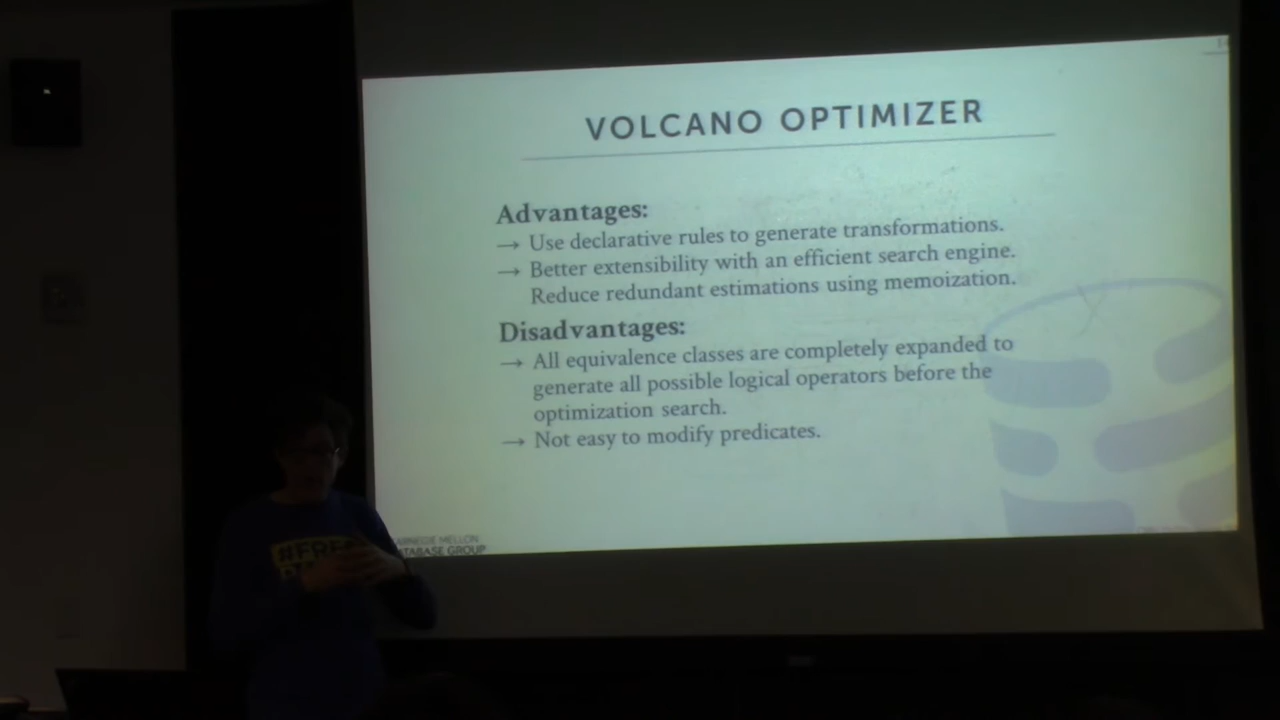 VOLCANO OPTIMIZER
Advantages:
→ Use declarative rules to generate transformations.
→ Better extensibility with an efficient search engine.
Reduce redundant estimations using memoization.
Disadvantages:
→ All equivalence classes are completely expanded to
generate all possible logical operators before the
optimization search.
→ Not easy to modify predicates.
CARNEGIE MELLON
DATABASE GROUP
#FREE